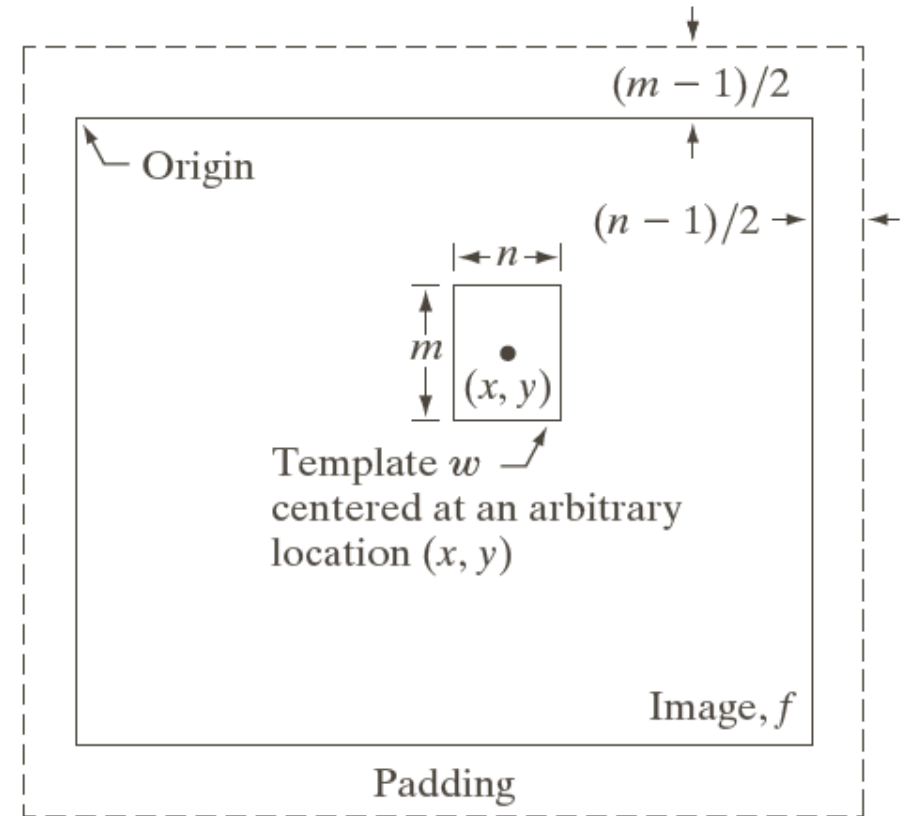 (m − 1)/2
Origin
(n − 1)/2
n
m
(x, y)
Template w
centered at an arbitrary
location (x, y)
Image, f
Padding